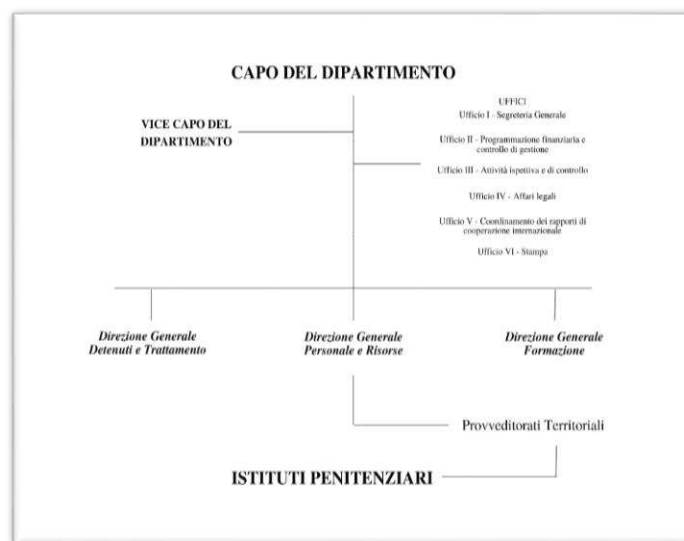 CAPO DEL DIPARTIMENTO
VICE CAPO DEL
DIPARTIMENTO
UFFICI
Ufficio I - Segreteria Generale
Ufficio II - Programmazione finanziaria e
controllo di gestione
Ufficio III - Attività ispettiva e di controllo
Ufficio IV - Affari legali
Ufficio V - Coordinamento dei rapporti di
cooperazione internazionale
Ufficio VI - Stampa
Direzione Generale
Detenuti e Trattamento
Direzione Generale
Personale e Risorse
Direzione Generale
Formazione
Provveditorati Territoriali
ISTITUTI PENITENZIARI